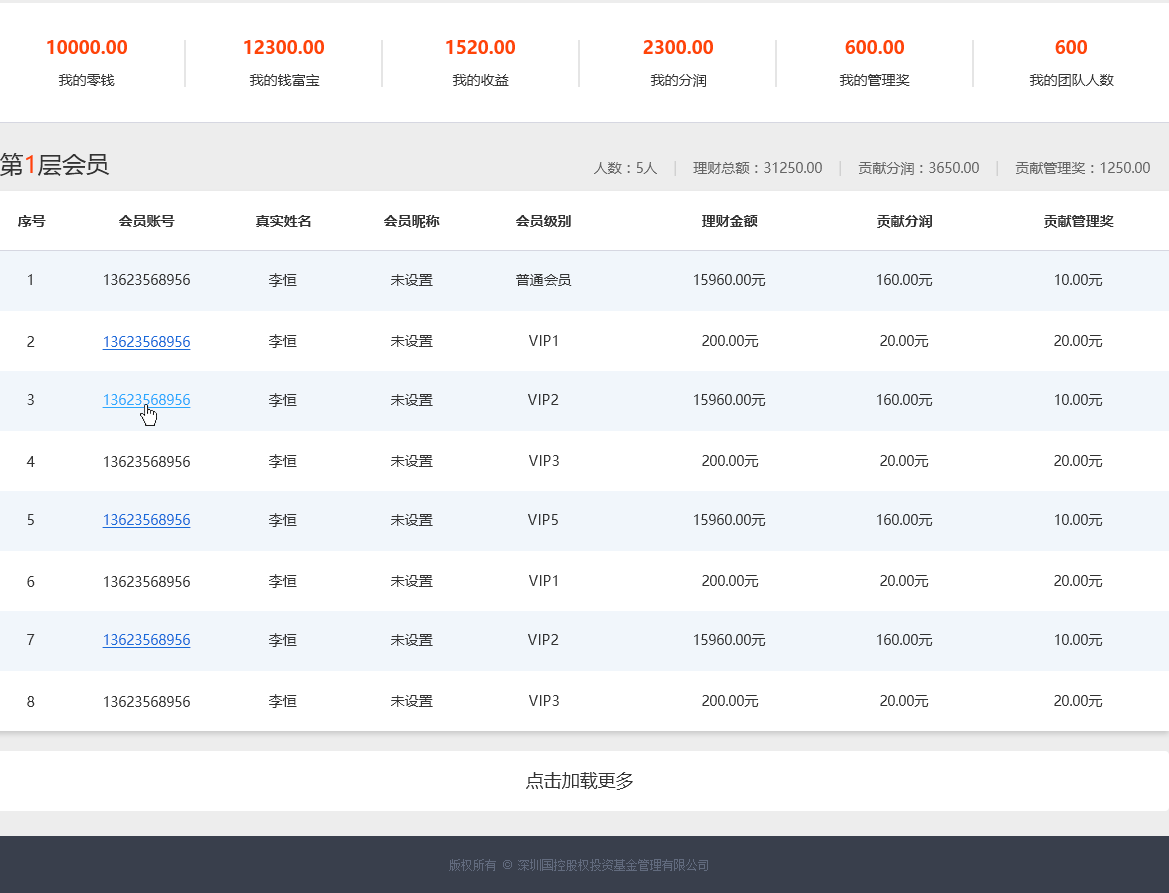 10000.00 12300.00 1520.00 2300.00 600.00 600
我的零钱 我的钱富宝 我的收益 我的分润 我的管理奖 我的团队人数
第1层会员 人数：5人 | 理财总额：31250.00 | 贡献分润：3650.00 | 贡献管理奖：1250.00
序号 会员账号 真实姓名 会员昵称 会员级别 理财金额 贡献分润 贡献管理奖
1 13623568956 李恒 未设置 普通会员 15960.00元 160.00元 10.00元
2 13623568956 李恒 未设置 VIP1 200.00元 20.00元 20.00元
3 13623568956 李恒 未设置 VIP2 15960.00元 160.00元 10.00元
4 13623568956 李恒 未设置 VIP3 200.00元 20.00元 20.00元
5 13623568956 李恒 未设置 VIP5 15960.00元 160.00元 10.00元
6 13623568956 李恒 未设置 VIP1 200.00元 20.00元 20.00元
7 13623568956 李恒 未设置 VIP2 15960.00元 160.00元 10.00元
8 13623568956 李恒 未设置 VIP3 200.00元 20.00元 20.00元
点击加载更多
版权所有 © 深圳国控股权投资基金管理有限公司